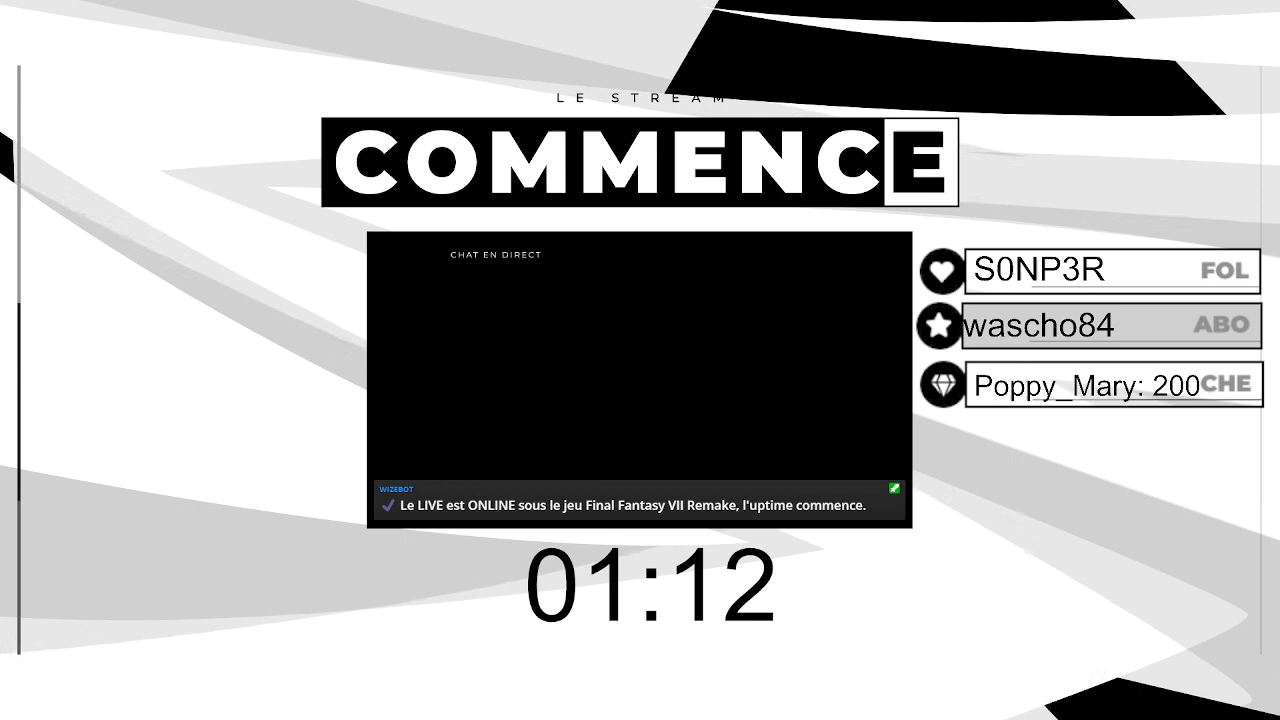 LE STREAM
COMMENCE
CHAT EN DIRECT
S0NP3R FOL
wascho84 ABO
Poppy_Mary: 200 CHE
WIZEBOT
Le LIVE est ONLINE sous le jeu Final Fantasy VII Remake, l'uptime commence.
01:12